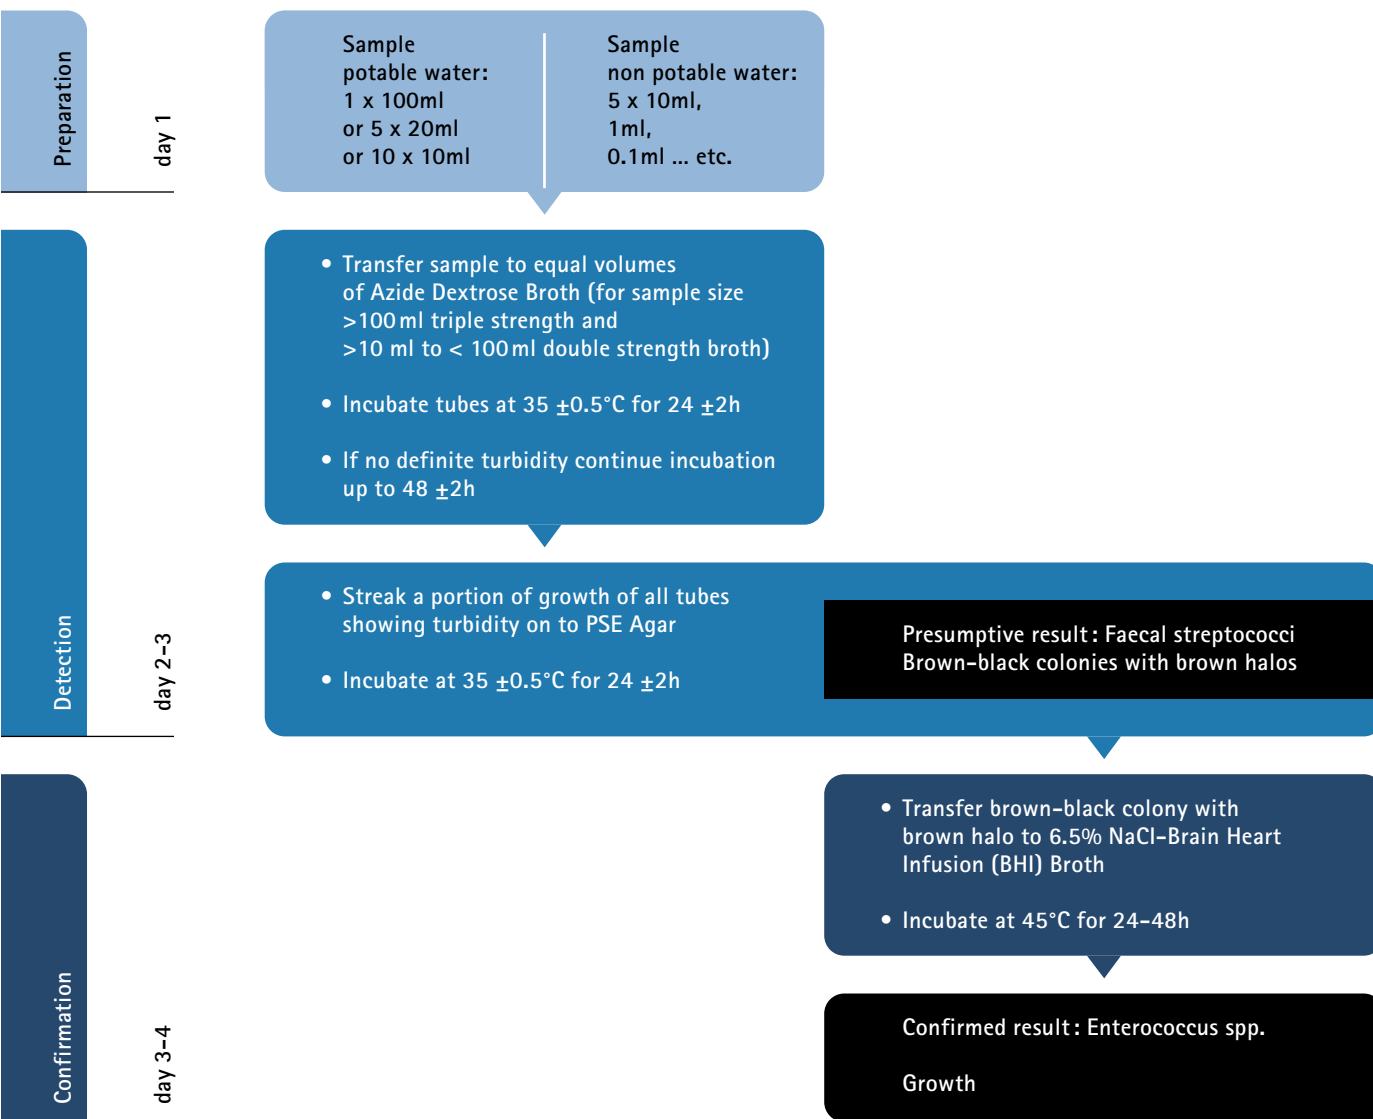 Preparation
day 1
Sample
potable water:
1 x 100ml
or 5 x 20ml
or 10 x 10ml
Sample
non potable water:
5 x 10ml,
1ml,
0.1ml ... etc.
Detection
day 2-3
• Transfer sample to equal volumes
of Azide Dextrose Broth (for sample size
>100 ml triple strength and
>10 ml to < 100 ml double strength broth)
• Incubate tubes at 35 ±0.5°C for 24 ±2h
• If no definite turbidity continue incubation
up to 48 ±2h
• Streak a portion of growth of all tubes
showing turbidity on to PSE Agar
• Incubate at 35 ±0.5°C for 24 ±2h
Presumptive result : Faecal streptococci
Brown-black colonies with brown halos
Confirmation
day 3-4
• Transfer brown-black colony with
brown halo to 6.5% NaCl-Brain Heart
Infusion (BHI) Broth
• Incubate at 45°C for 24-48h
Confirmed result : Enterococcus spp.
Growth